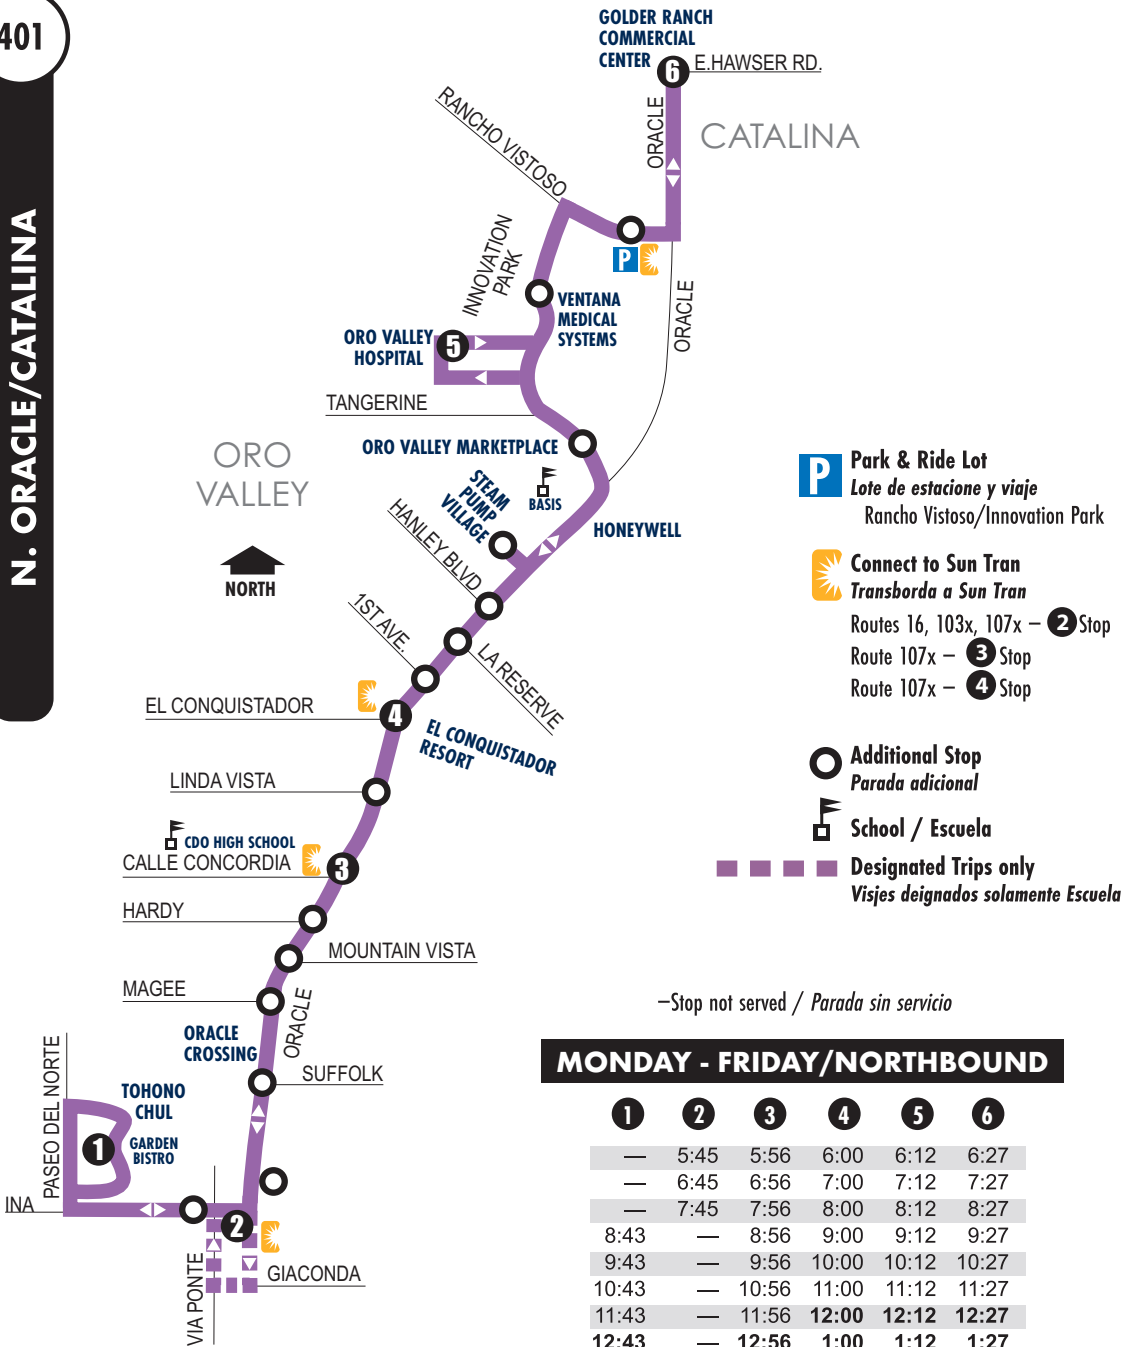 401
N. ORACLE/CATALINA
GOLDER RANCH
COMMERCIAL
CENTER
6
E.HAWSER RD.
RANCHO VISTOSO
ORACLE
CATALINA
INNOVATION
PARK
P
VENTANA
MEDICAL
SYSTEMS
ORACLE
ORO VALLEY
HOSPITAL
5
TANGERINE
ORO VALLEY MARKETPLACE
ORO
VALLEY
STEAM
PUMP
VILLAGE
BASIS
HONEYWELL
HANLEY BLVD
NORTH
1ST AVE.
LA RESERVE
EL CONQUISTADOR
4
EL CONQUISTADOR
RESORT
LINDA VISTA
CDO HIGH SCHOOL
CALLE CONCORDIA
3
HARDY
MOUNTAIN VISTA
MAGEE
ORACLE
ORACLE
CROSSING
SUFFOLK
PASEO DEL NORTE
TOHONO
CHUL
1
GARDEN
BISTRO
INA
2
VIA PONTE
GIACONDA
P
Park & Ride Lot
Lote de estacione y viaje
Rancho Vistoso/Innovation Park
Connect to Sun Tran
Transborda a Sun Tran
Routes 16, 103x, 107x – 2 Stop
Route 107x – 3 Stop
Route 107x – 4 Stop
Additional Stop
Parada adicional
School / Escuela
Designated Trips only
Visjes deignados solamente Escuela
–Stop not served / Parada sin servicio
MONDAY - FRIDAY/NORTHBOUND
1 2 3 4 5 6
— 5:45 5:56 6:00 6:12 6:27
— 6:45 6:56 7:00 7:12 7:27
— 7:45 7:56 8:00 8:12 8:27
8:43 — 8:56 9:00 9:12 9:27
9:43 — 9:56 10:00 10:12 10:27
10:43 — 10:56 11:00 11:12 11:27
11:43 — 11:56 12:00 12:12 12:27
12:43 — 12:56 1:00 1:12 1:27